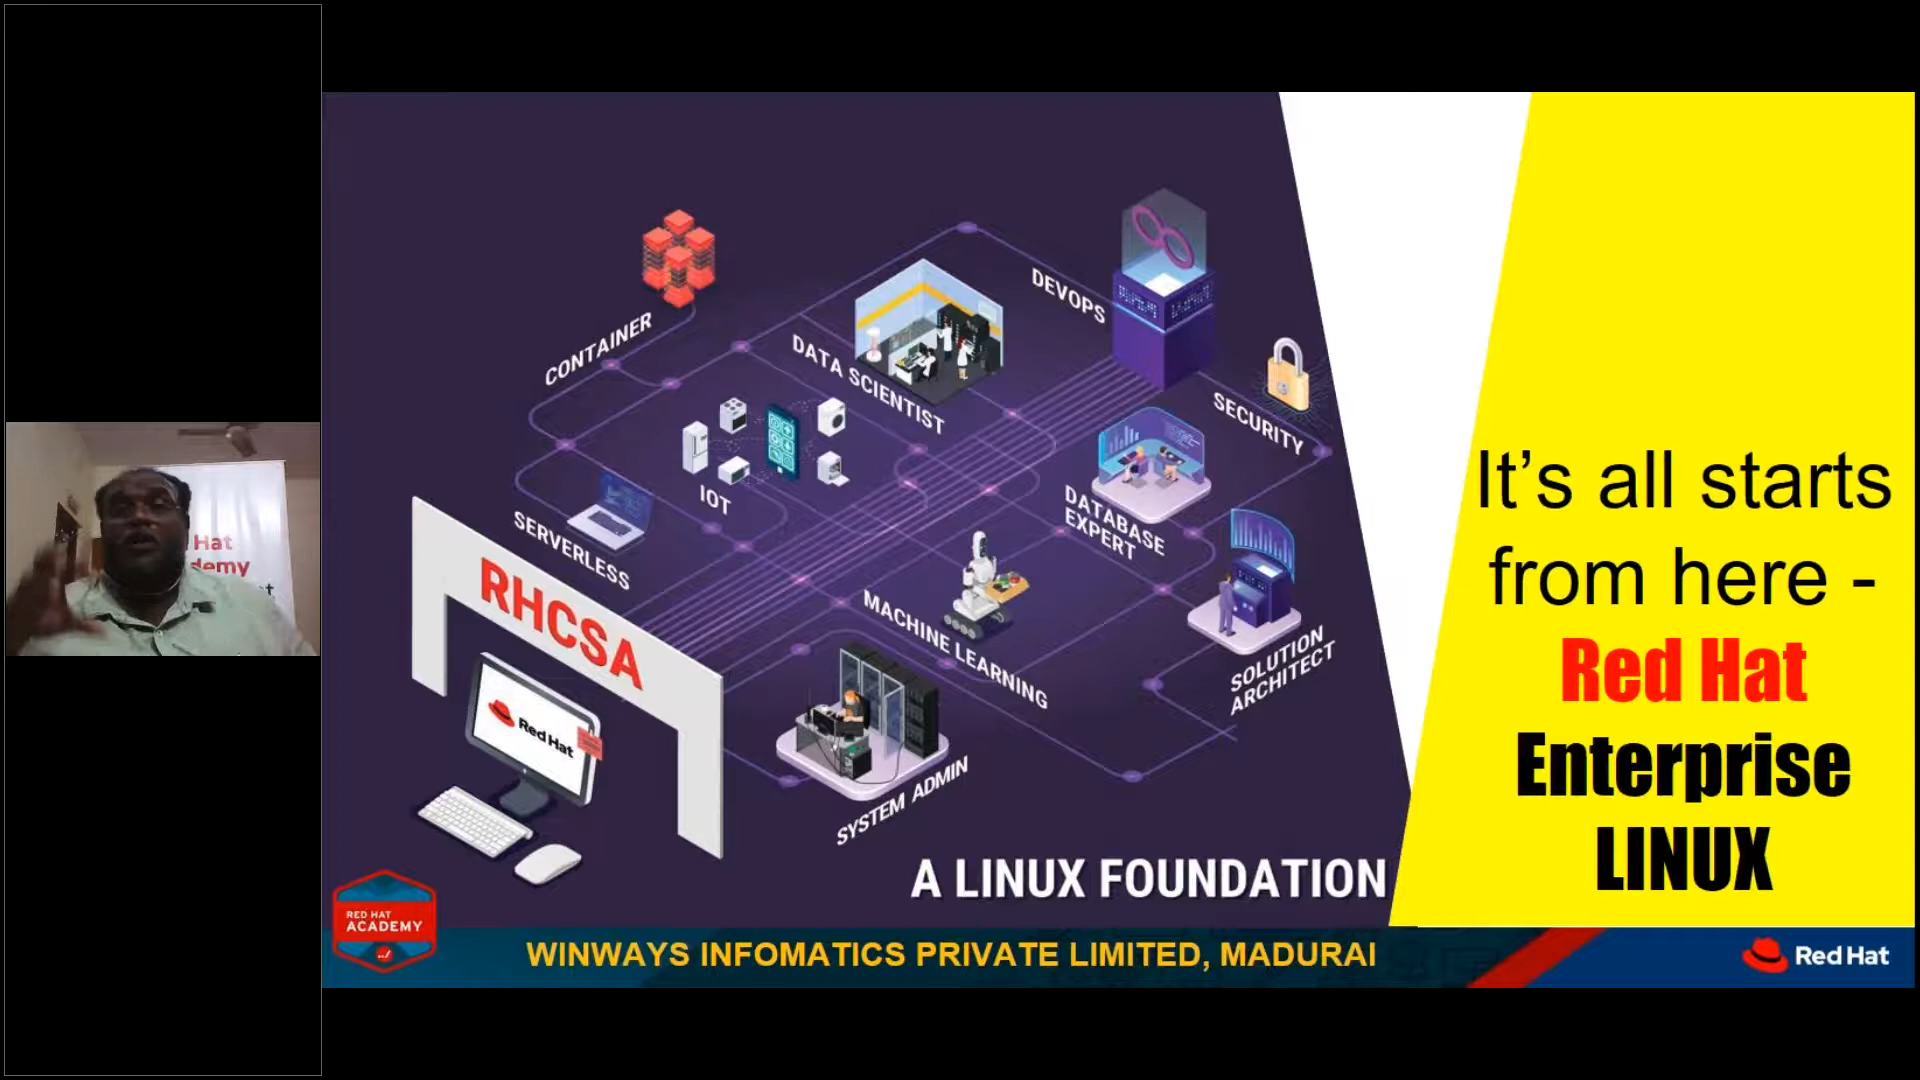 CONTAINER
DATA SCIENTIST
DEVOPS
SECURITY
IOT
SERVERLESS
DATABASE
EXPERT
MACHINE LEARNING
SOLUTION
ARCHITECT
SYSTEM ADMIN
RHCSA
Red Hat
A LINUX FOUNDATION
It’s all starts
from here -
Red Hat
Enterprise
LINUX
Hat
demy
RED HAT
ACADEMY
WINWAYS INFOMATICS PRIVATE LIMITED, MADURAI
Red Hat